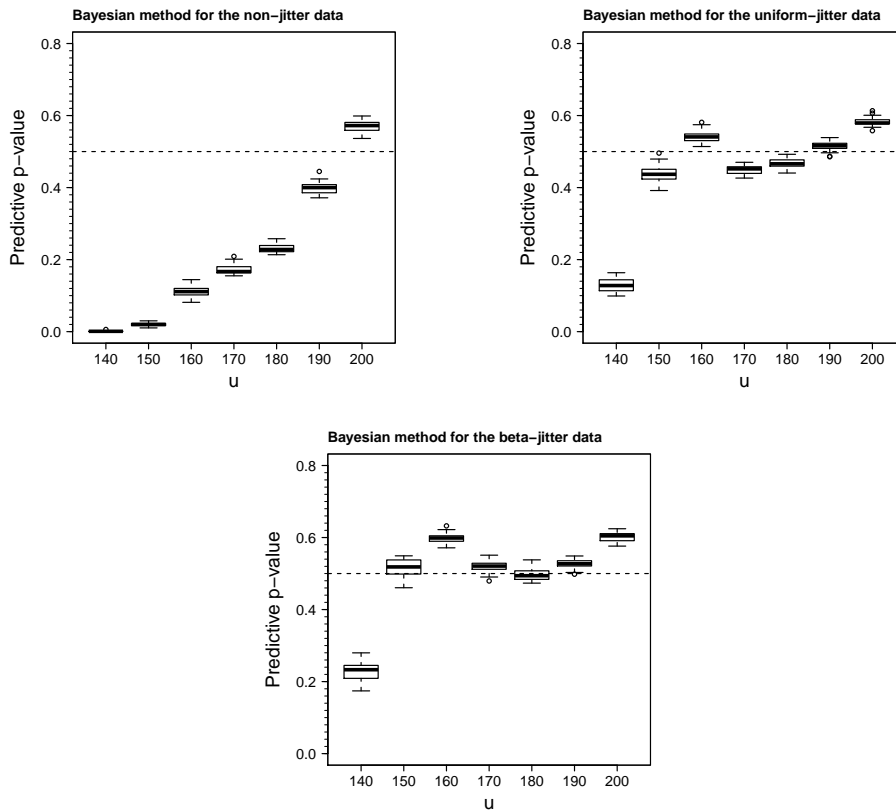 Bayesian method for the non−jitter data
Predictive p−value
0.8
0.6
0.4
0.2
0.0
140 150 160 170 180 190 200
u
Bayesian method for the uniform−jitter data
Predictive p−value
0.8
0.6
0.4
0.2
0.0
140 150 160 170 180 190 200
u
Bayesian method for the beta−jitter data
Predictive p−value
0.8
0.6
0.4
0.2
0.0
140 150 160 170 180 190 200
u